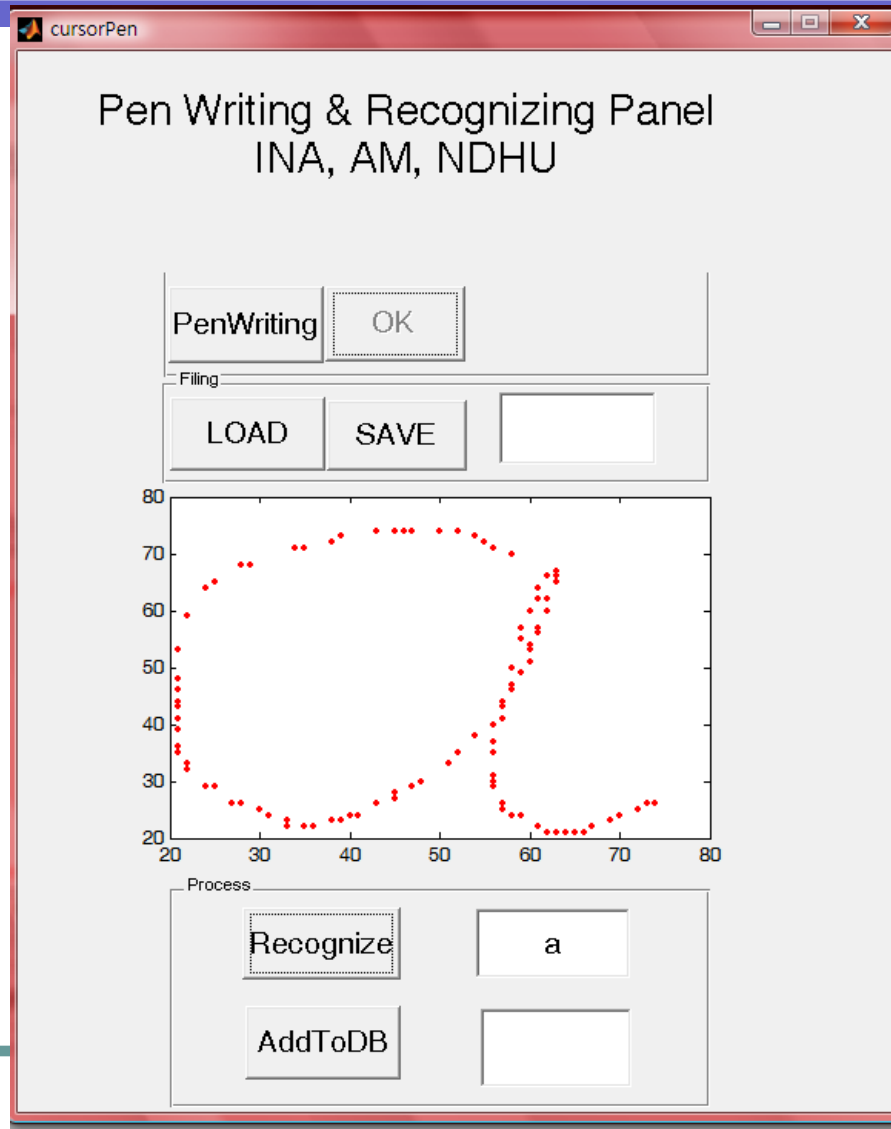 cursorPen
Pen Writing & Recognizing Panel
INA, AM, NDHU
PenWriting OK
Filing
LOAD SAVE
80
70
60
50
40
30
20
20 30 40 50 60 70 80
Process
Recognize a
AddToDB